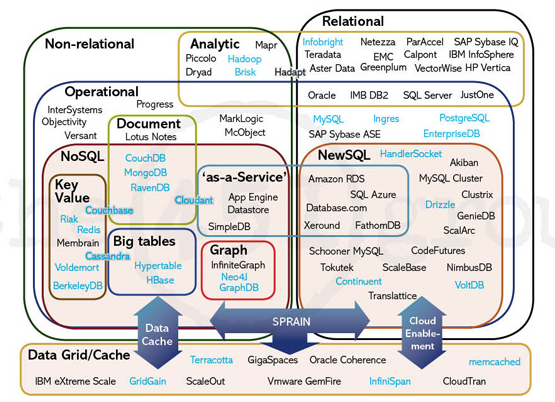 Relational
Non-relational
Analytic
Mapr
Piccolo
Hadoop
Dryad
Brisk
Hadapt
Infobright
Netezza
ParAccel
SAP Sybase IQ
Teradata
EMC
Calpont
IBM InfoSphere
Aster Data
Greenplum
VectorWise
HP Vertica
Operational
Oracle
IMB DB2
SQL Server
JustOne
InterSystems
Progress
Objectivity
Versant
Document
Lotus Notes
MarkLogic
McObject
MySQL
Ingres
PostgreSQL
SAP Sybase ASE
EnterpriseDB
NoSQL
CouchDB
MongoDB
RavenDB
Couchbase
Cloudant
'as-a-Service'
App Engine
Datastore
SimpleDB
NewSQL
HandlerSocket
Akiban
Amazon RDS
MySQL Cluster
SQL Azure
Clustrix
Database.com
Drizzle
GenieDB
Xeround
FathomDB
ScalArc
Key
Value
Riak
Redis
Membrain
Cassandra
Voldemort
BerkeleyDB
Big tables
Hypertable
HBase
Graph
InfiniteGraph
Neo4J
GraphDB
Schooner MySQL
CodeFutures
Tokutek
ScaleBase
NimbusDB
Continuent
VoltDB
Translattice
Data
Cache
SPRAIN
Cloud
Enable-
ment
Data Grid/Cache
Terracotta
GigaSpaces
Oracle Coherence
memcached
IBM eXtreme Scale
GridGain
ScaleOut
Vmware GemFire
InfiniSpan
CloudTran